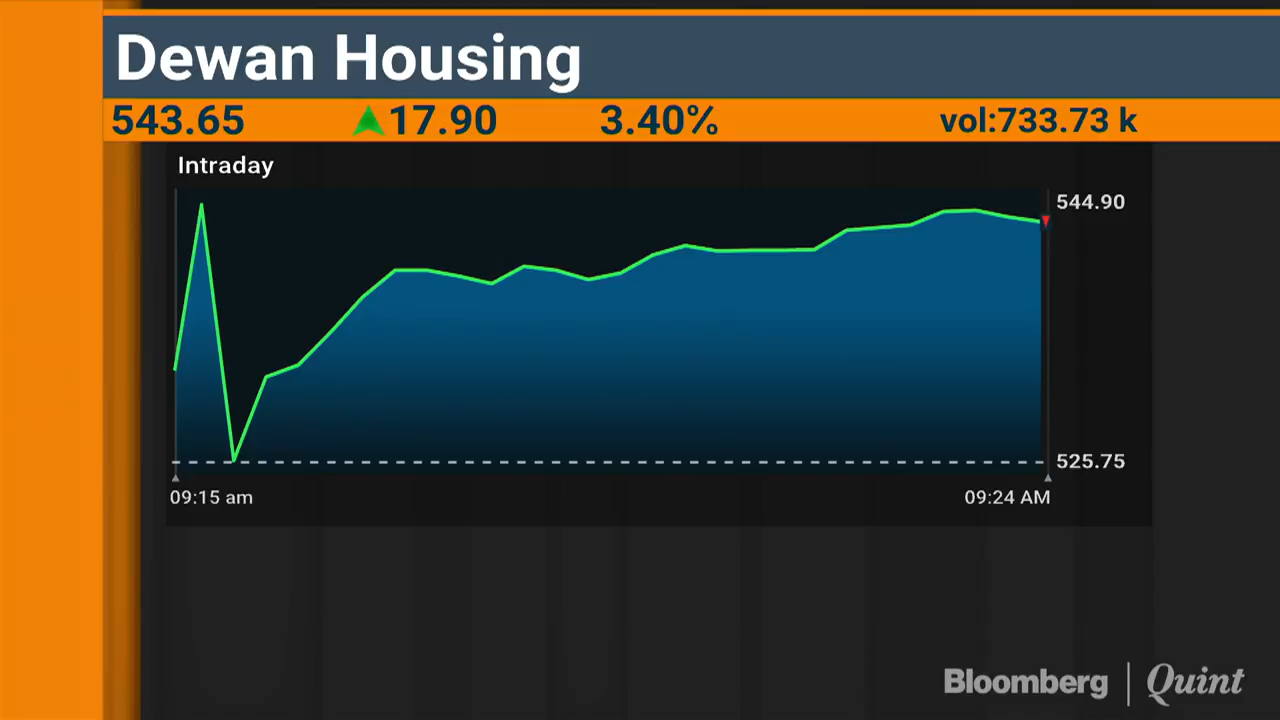 Dewan Housing
543.65 17.90 3.40% vol:733.73 k
Intraday
544.90
525.75
09:15 am 09:24 AM
Bloomberg | Quint